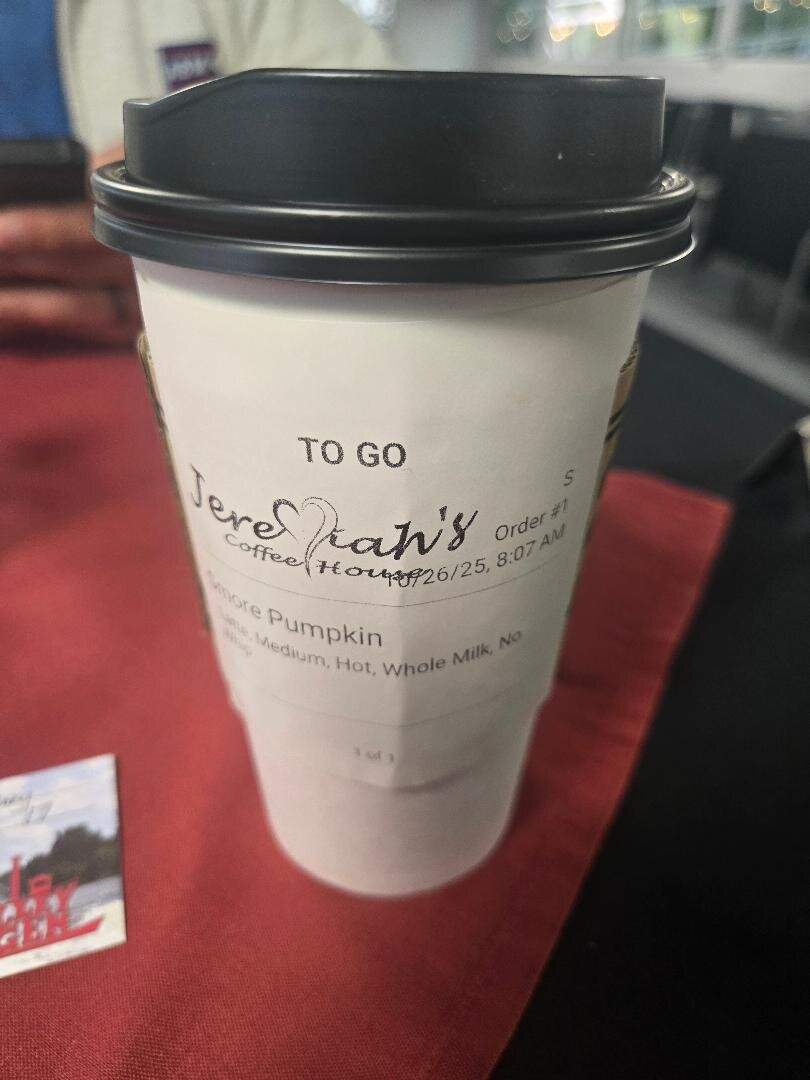 TO GO
S
Jeremiah's
Coffee House
Order #1
10/26/25, 8:07 AM
Smore Pumpkin
Latte, Medium, Hot, Whole Milk, No
Whip
1 of 1